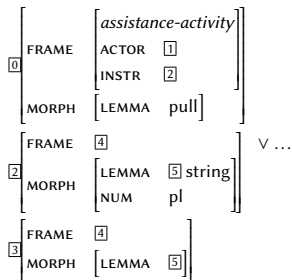 assistance-activity
FRAME ACTOR 1
0 INSTR 2
MORPH LEMMA pull
FRAME 4 ∨ ...
2 LEMMA 5 string
MORPH NUM pl
FRAME 4
3
MORPH LEMMA 5